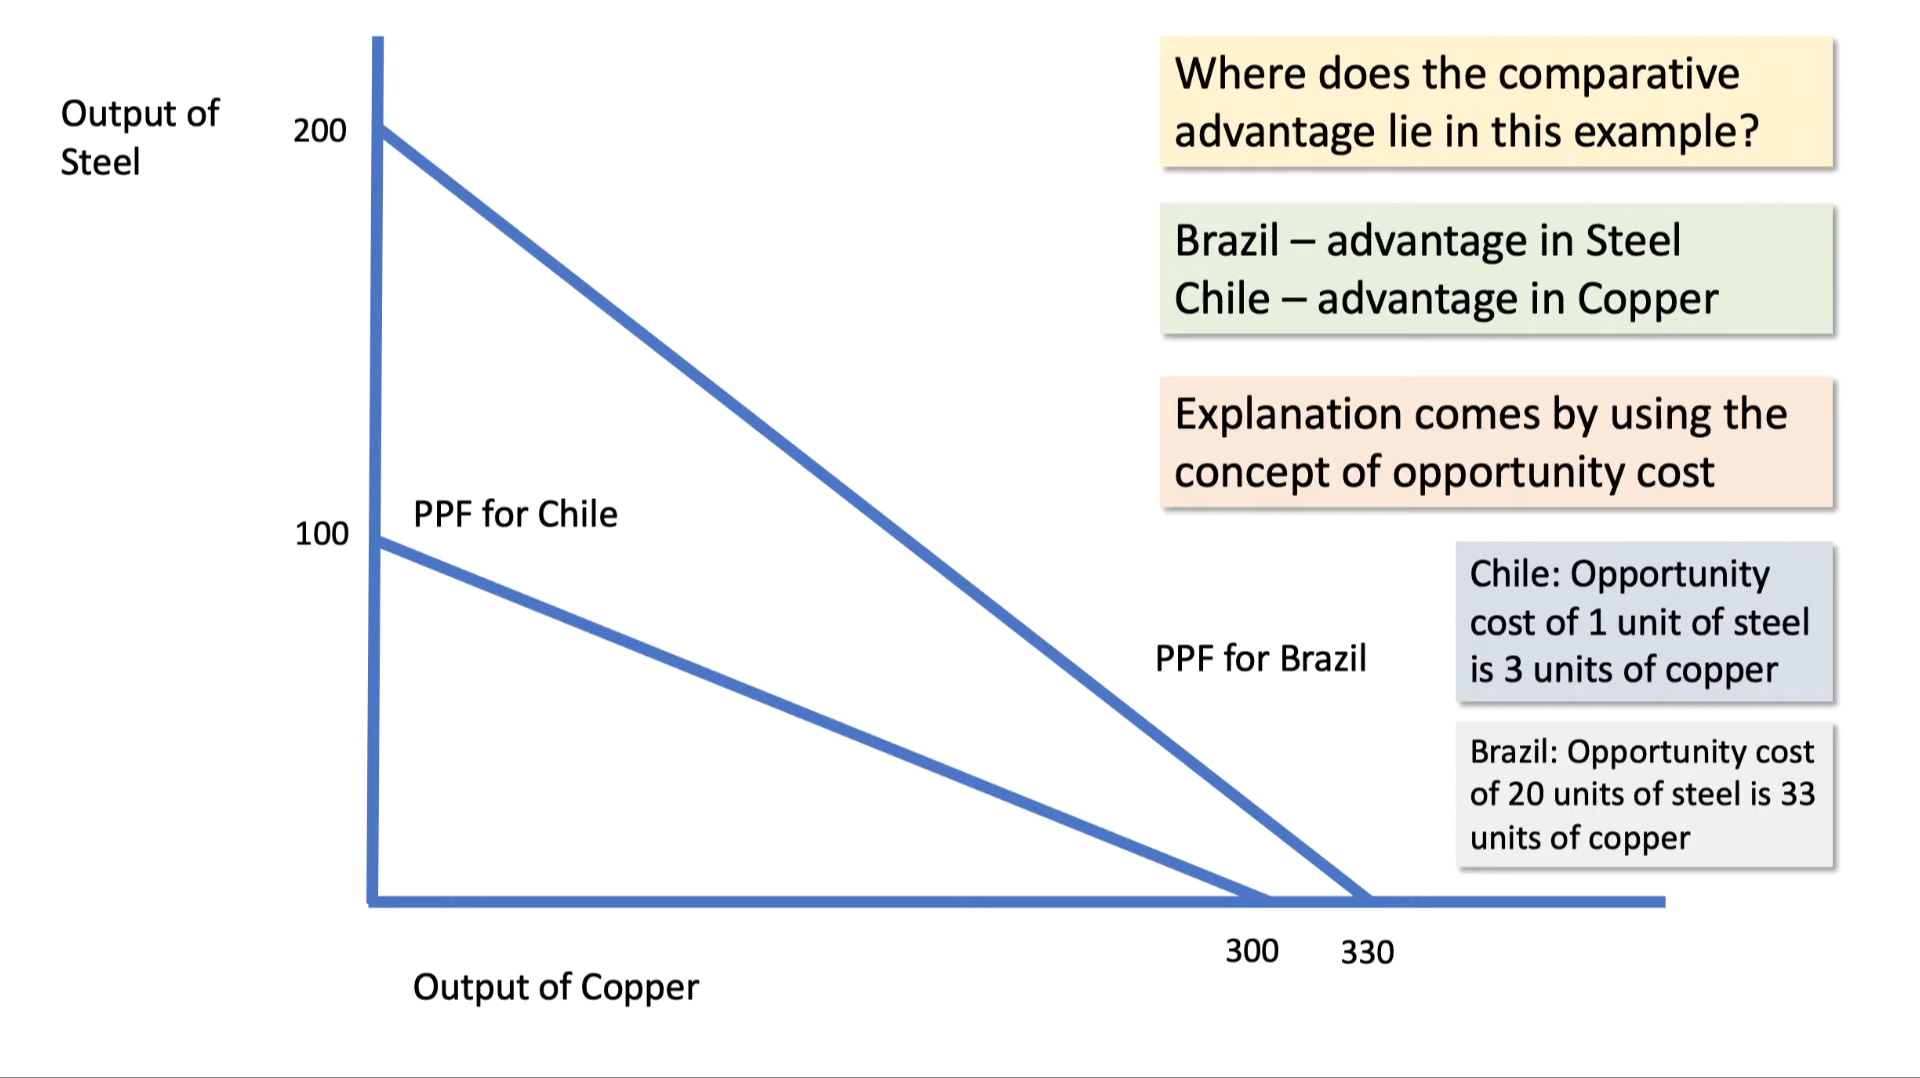 Output of
Steel
200
100
PPF for Chile
PPF for Brazil
300
330
Output of Copper
Where does the comparative
advantage lie in this example?
Brazil – advantage in Steel
Chile – advantage in Copper
Explanation comes by using the
concept of opportunity cost
Chile: Opportunity
cost of 1 unit of steel
is 3 units of copper
Brazil: Opportunity cost
of 20 units of steel is 33
units of copper